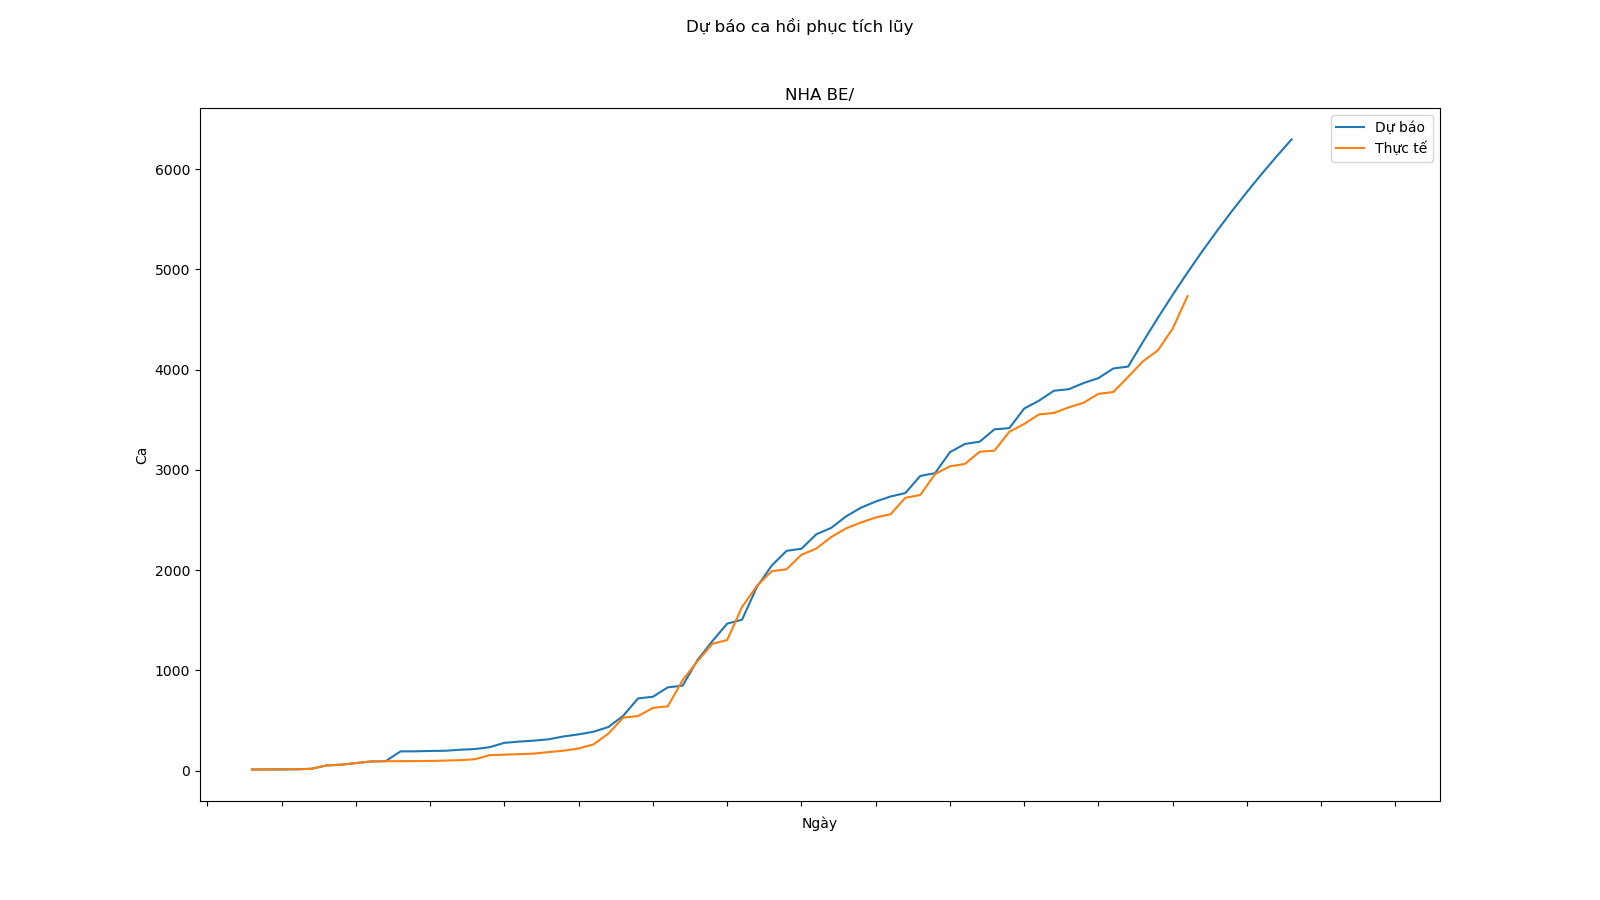 Dự báo ca hồi phục tích lũy
NHA BE/
Dự báo
Thực tế
6000
5000
4000
3000
2000
1000
0
Ca
Ngày